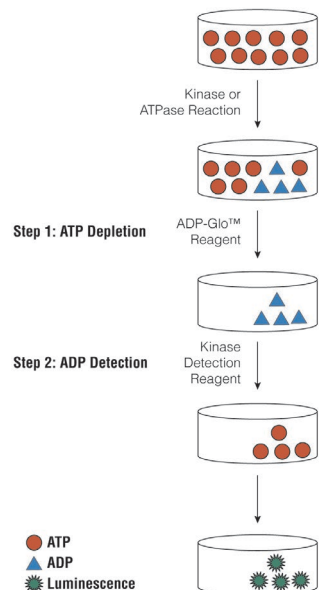 Kinase or
ATPase Reaction
Step 1: ATP Depletion
ADP-Glo™
Reagent
Step 2: ADP Detection
Kinase
Detection
Reagent
ATP
ADP
Luminescence